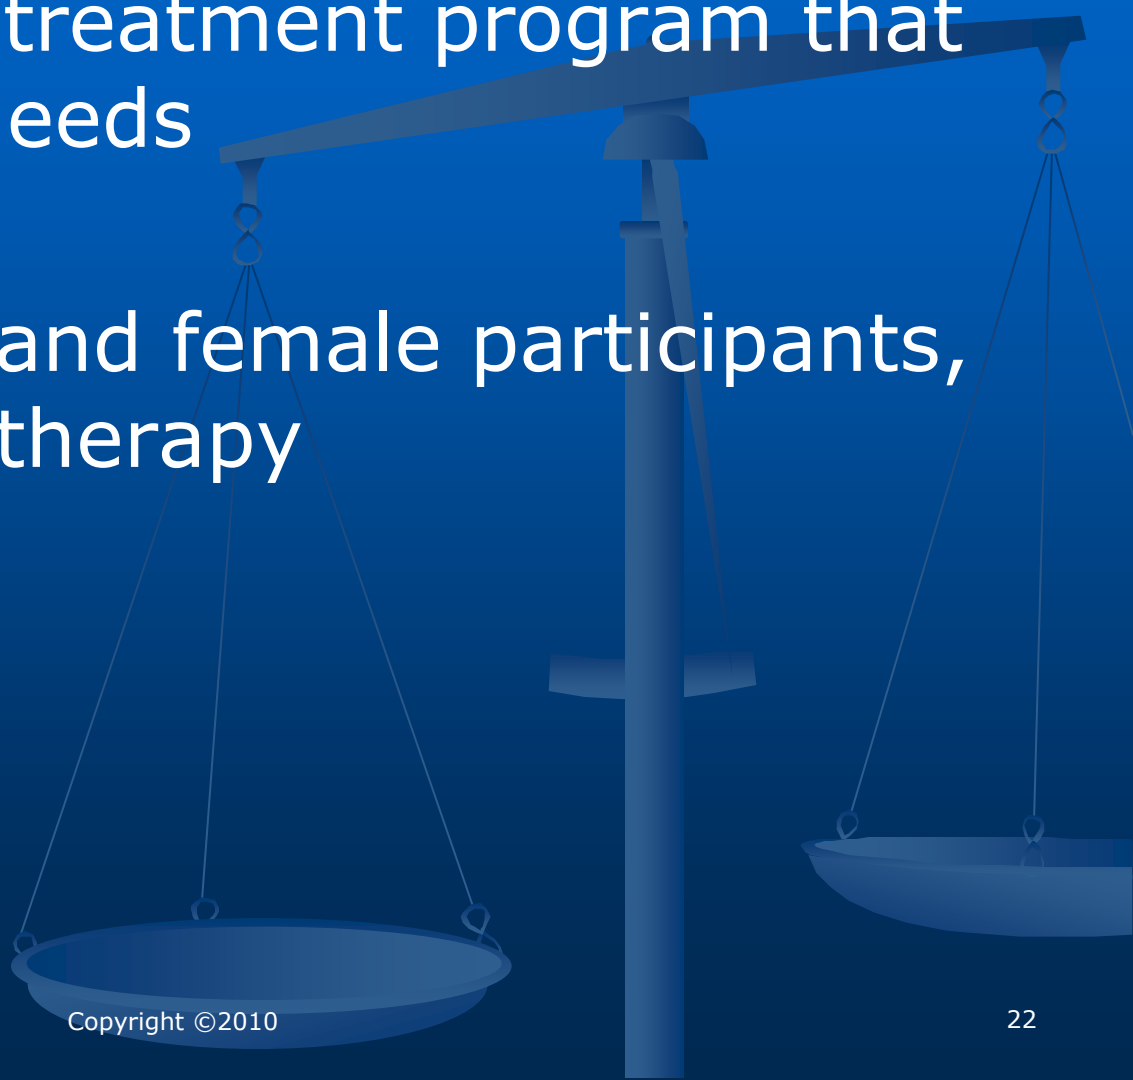 treatment program that
eeds
and female participants,
therapy
Copyright ©2010
22